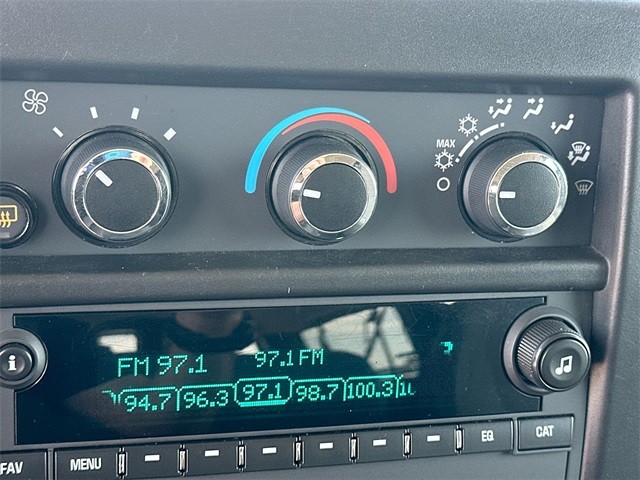 MAX
FM 97.1 97.1 FM
94.7 96.3 97.1 98.7 100.3
i
FAV MENU EQ CAT